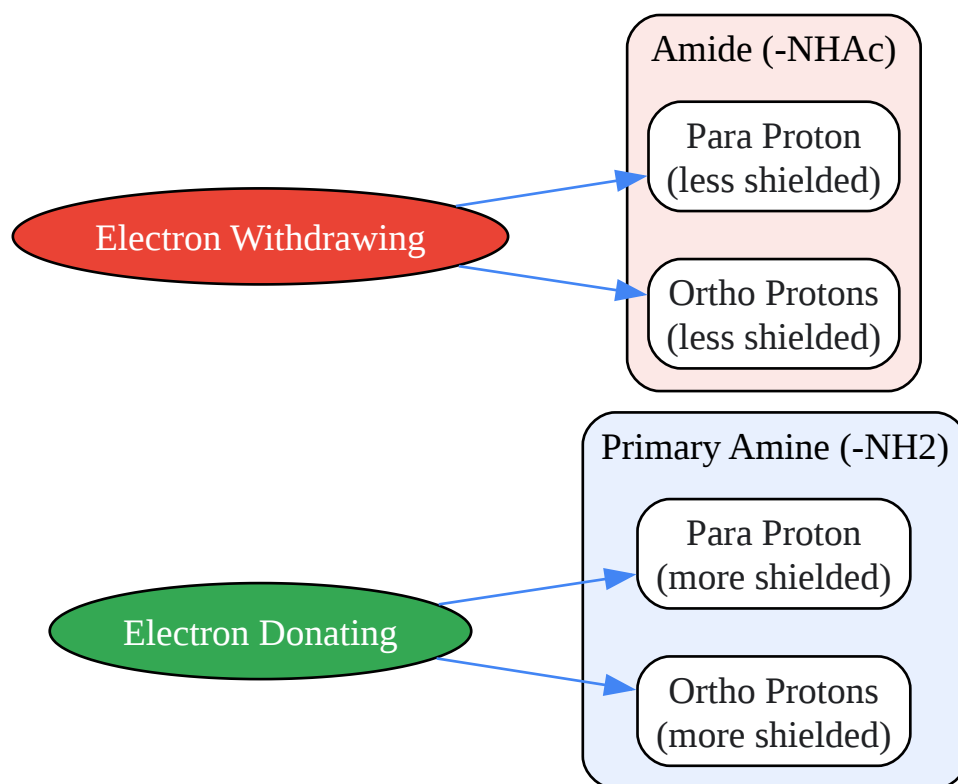 Amide (-NHAc)
Para Proton
(less shielded)
Electron Withdrawing
Ortho Protons
(less shielded)
Primary Amine (-NH2)
Para Proton
(more shielded)
Electron Donating
Ortho Protons
(more shielded)